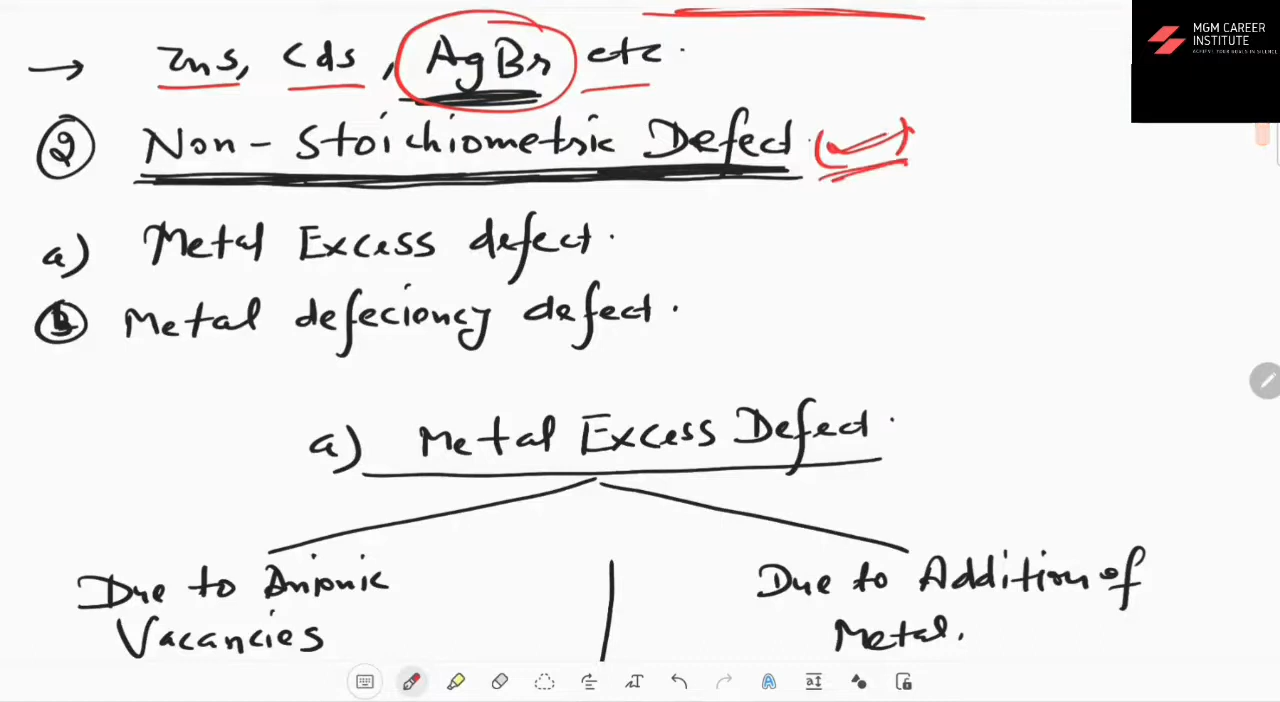 → Zns, Cds, AgBr etc.
MGM CAREER
INSTITUTE
② Non-Stoichiometric Defect
a) Metal Excess defect.
ⓑ Metal defeciency defect.
a) Metal Excess Defect.
Due to Anionic
Vacancies
Due to Addition of
Metal.